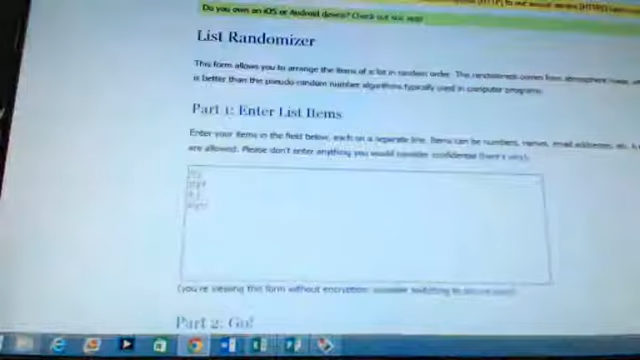 Do you own an iOS or Android device? Check out our app!
List Randomizer
This form allows you to arrange the items of a list in random order. The randomness comes from atmospheric noise,
is better than the pseudo-random number algorithms typically used in computer programs.
Part 1: Enter List Items
Enter your items in the field below, each on a separate line. Items can be numbers, names, email addresses, etc. A
are allowed. Please don't enter anything you would consider confidential
(you're viewing this form without encryption; consider switching to
Part 2: Go!